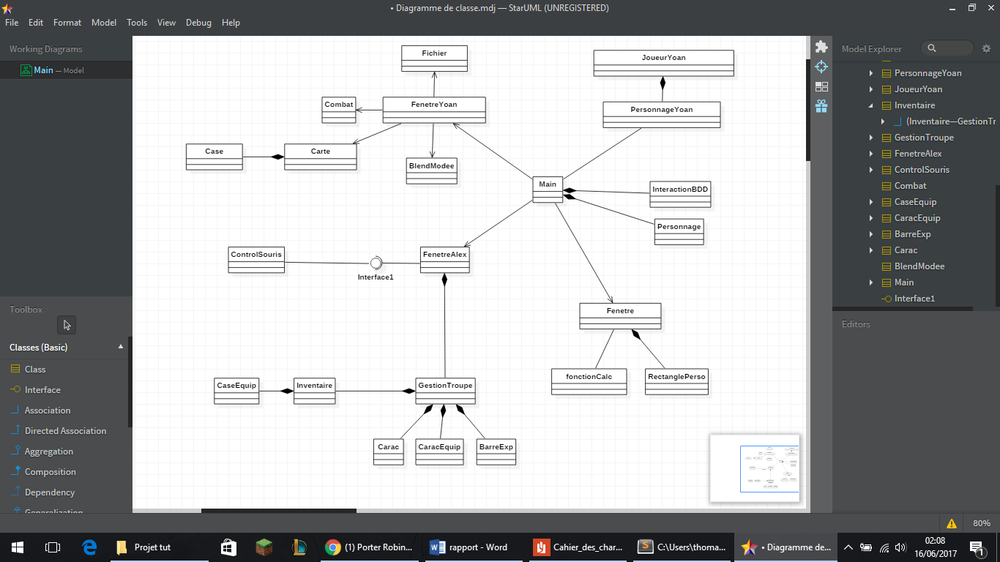 • Diagramme de classe.mdj — StarUML (UNREGISTERED)
File Edit Format Model Tools View Debug Help
Working Diagrams
Main — Model
Toolbox
Classes (Basic)
Class
Interface
Association
Directed Association
Aggregation
Composition
Dependency
Generalization
Fichier
JoueurYoan
Combat
FenetreYoan
PersonnageYoan
Case
Carte
BlendModee
Main
InteractionBDD
Personnage
ControlSouris
Interface1
FenetreAlex
Fenetre
fonctionCalc
RectanglePerso
CaseEquip
Inventaire
GestionTroupe
Carac
CaracEquip
BarreExp
Model Explorer
PersonnageYoan
JoueurYoan
Inventaire
(Inventaire—GestionTr
GestionTroupe
FenetreAlex
ControlSouris
Combat
CaseEquip
CaracEquip
BarreExp
Carac
BlendModee
Main
Interface1
Editors
80%
Projet tut
(1) Porter Robin...
rapport - Word
Cahier_des_char...
C:\Users\thoma...
• Diagramme de...
02:08
16/06/2017
1